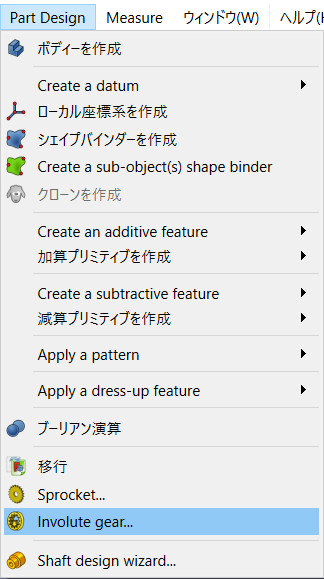 Part Design Measure ウィンドウ(W) ヘルプ(H
ボディーを作成
Create a datum
ローカル座標系を作成
シェイプバインダーを作成
Create a sub-object(s) shape binder
クローンを作成
Create an additive feature
加算プリミティブを作成
Create a subtractive feature
減算プリミティブを作成
Apply a pattern
Apply a dress-up feature
ブーリアン演算
移行
Sprocket...
Involute gear...
Shaft design wizard...